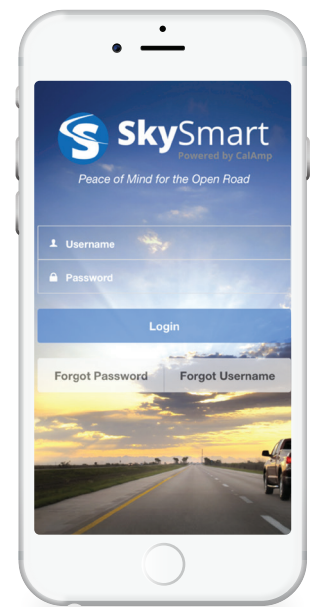 SkySmart
Powered by CalAmp
Peace of Mind for the Open Road
Username
Password
Login
Forgot Password Forgot Username